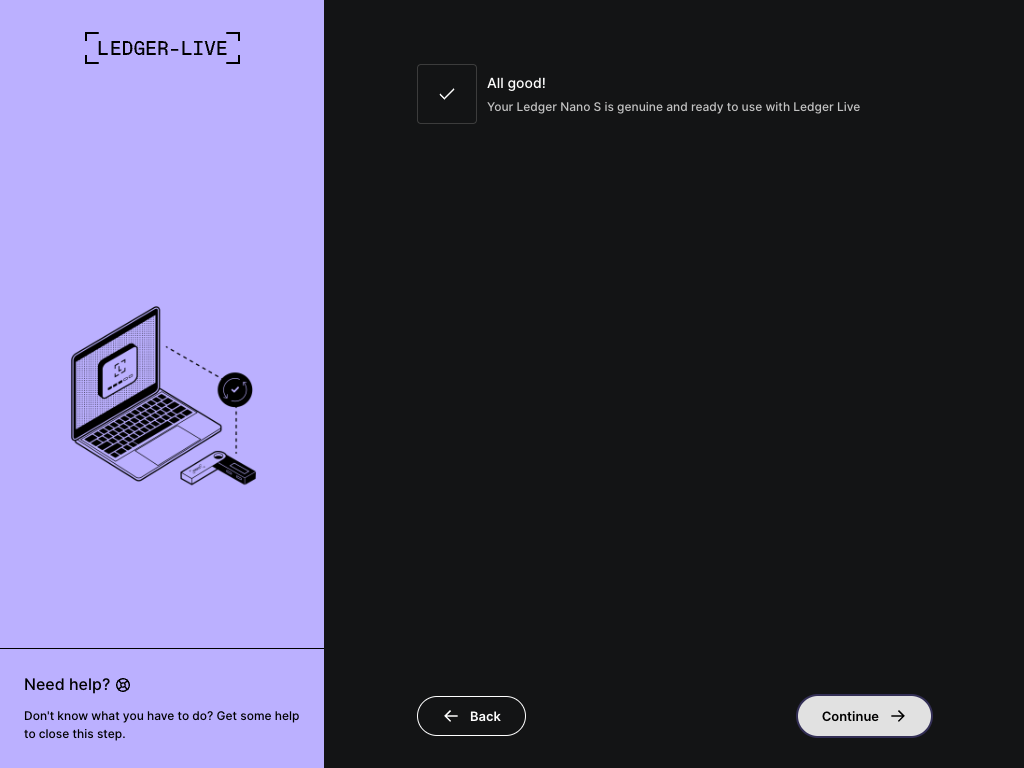 LEDGER-LIVE
All good!
Your Ledger Nano S is genuine and ready to use with Ledger Live
Need help?
Don't know what you have to do? Get some help
to close this step.
Back
Continue